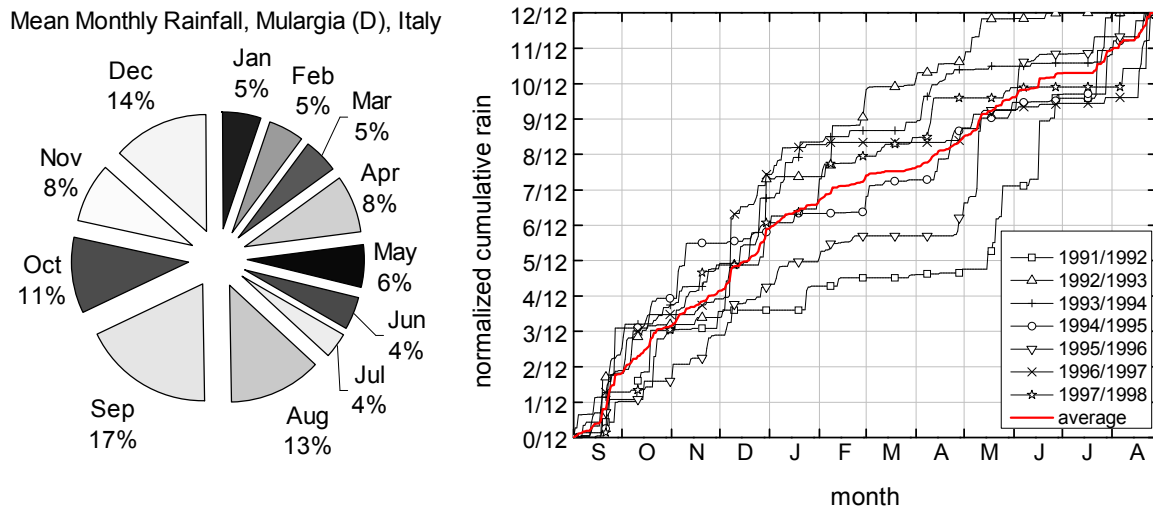 Mean Monthly Rainfall, Mulargia (D), Italy
Jan
5%
Feb
5%
Mar
5%
Apr
8%
May
6%
Jun
4%
Jul
4%
Aug
13%
Sep
17%
Oct
11%
Nov
8%
Dec
14%
normalized cumulative rain
12/12
11/12
10/12
9/12
8/12
7/12
6/12
5/12
4/12
3/12
2/12
1/12
0/12
S O N D J F M A M J J A
month
1991/1992
1992/1993
1993/1994
1994/1995
1995/1996
1996/1997
1997/1998
average